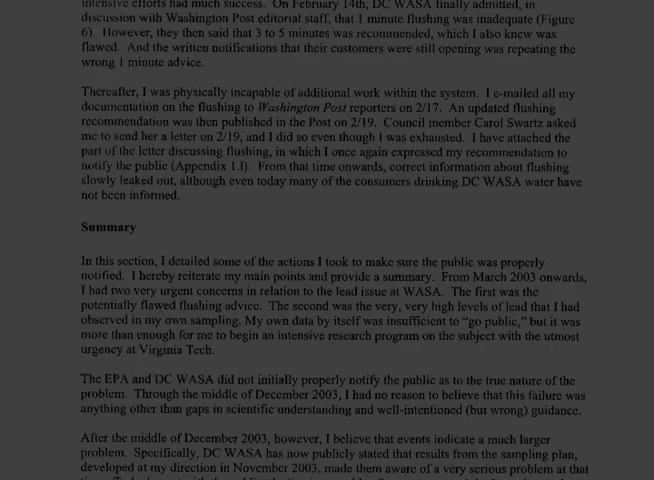 intensive efforts had much success. On February 14th, DC WASA finally admitted, in
discussion with Washington Post editorial staff, that 1 minute flushing was inadequate (Figure
6). However, they then said that 3 to 5 minutes was recommended, which I also knew was
flawed. And the written notifications that their customers were still opening was repeating the
wrong 1 minute advice.
Thereafter, I was physically incapable of additional work within the system. I e-mailed all my
documentation on the flushing to Washington Post reporters on 2/17. An updated flushing
recommendation was then published in the Post on 2/19. Council member Carol Swartz asked
me to send her a letter on 2/19, and I did so even though I was exhausted. I have attached the
part of the letter discussing flushing, in which I once again expressed my recommendation to
notify the public (Appendix 1.I). From that time onwards, correct information about flushing
slowly leaked out, although even today many of the consumers drinking DC WASA water have
not been informed.
Summary
In this section, I detailed some of the actions I took to make sure the public was properly
notified. I hereby reiterate my main points and provide a summary. From March 2003 onwards,
I had two very urgent concerns in relation to the lead issue at WASA. The first was the
potentially flawed flushing advice. The second was the very, very high levels of lead that I had
observed in my own sampling. My own data by itself was insufficient to "go public," but it was
more than enough for me to begin an intensive research program on the subject with the utmost
urgency at Virginia Tech.
The EPA and DC WASA did not initially properly notify the public as to the true nature of the
problem. Through the middle of December 2003, I had no reason to believe that this failure was
anything other than gaps in scientific understanding and well-intentioned (but wrong) guidance.
After the middle of December 2003, however, I believe that events indicate a much larger
problem. Specifically, DC WASA has now publicly stated that results from the sampling plan,
developed at my direction in November 2003, made them aware of a very serious problem at that